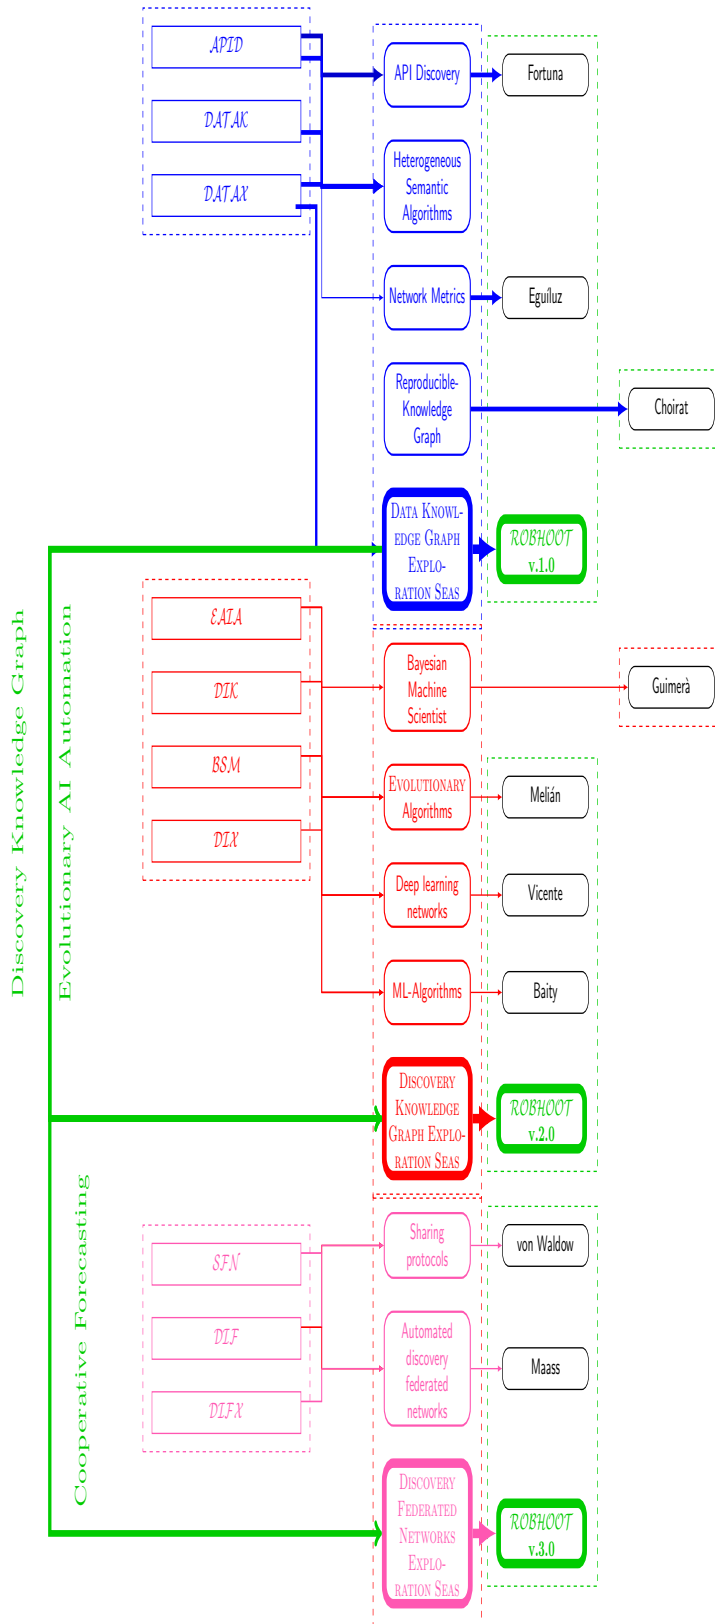 APID
DATAK
DATAX
API Discovery
Fortuna
Heterogeneous
Semantic
Algorithms
Network Metrics
Eguíluz
Reproducible-
Knowledge
Graph
Choirat
Data Knowl-
edge Graph
Explo-
ration Seas
ROBHOOT
v.1.0
Discovery Knowledge Graph
Evolutionary AI Automation
EAIA
DIK
BSM
DIX
Bayesian
Machine
Scientist
Guimerà
Evolutionary
Algorithms
Melián
Deep learning
networks
Vicente
ML-Algorithms
Baity
Discovery
Knowledge
Graph Explo-
ration Seas
ROBHOOT
v.2.0
Cooperative Forecasting
SFN
DIF
DIFX
Sharing
protocols
von Waldow
Automated
discovery
federated
networks
Maass
Discovery
Federated
Networks
Explo-
ration Seas
ROBHOOT
v.3.0